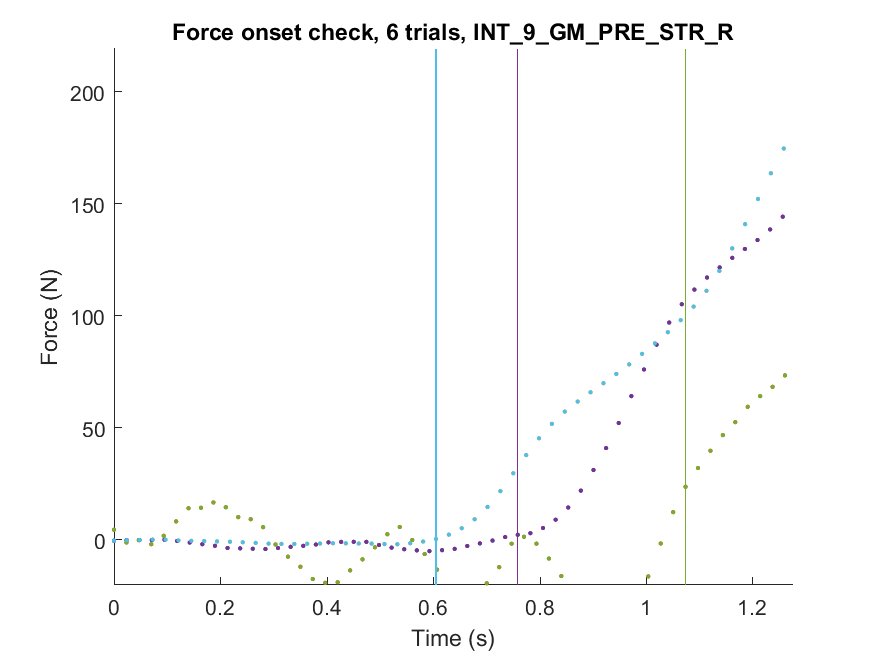 Force onset check, 6 trials, INT_9_GM_PRE_STR_R
200
150
100
50
0
Force (N)
0 0.2 0.4 0.6 0.8 1 1.2
Time (s)